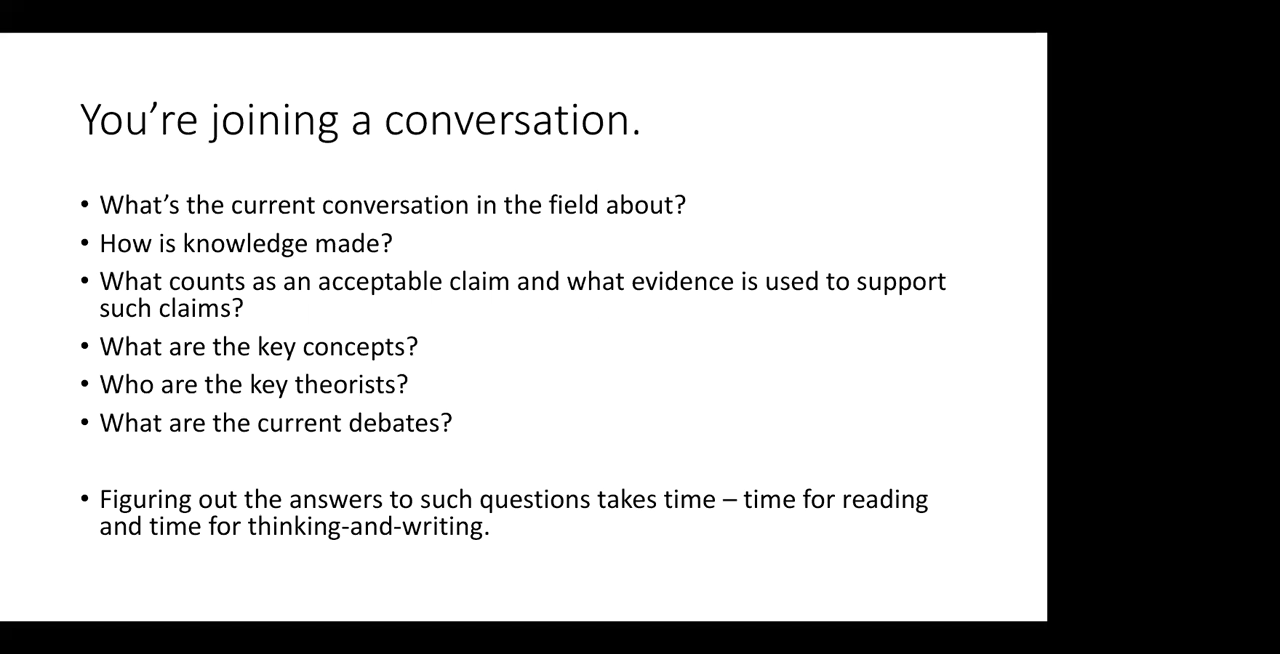 You’re joining a conversation.
• What’s the current conversation in the field about?
• How is knowledge made?
• What counts as an acceptable claim and what evidence is used to support
such claims?
• What are the key concepts?
• Who are the key theorists?
• What are the current debates?
• Figuring out the answers to such questions takes time – time for reading
and time for thinking-and-writing.